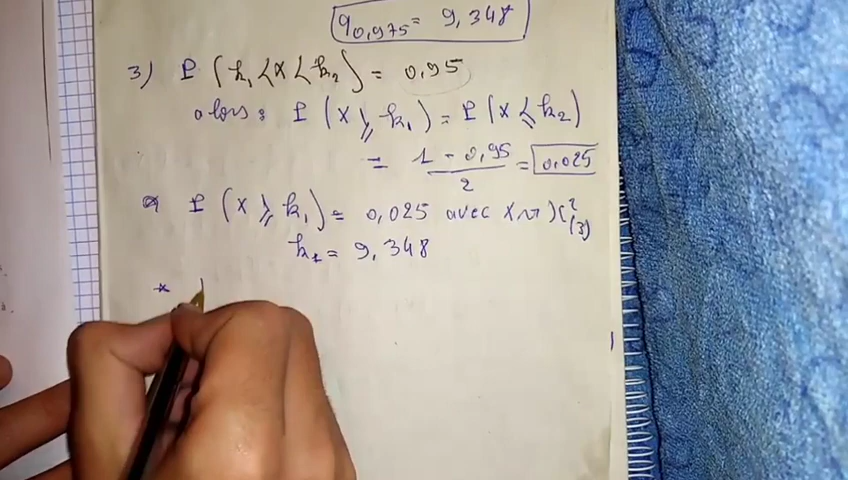 q0,975 = 9,348
3) P (k1 < X < k2) = 0,95
alors : P (X ⩾ k1) = P (X ⩽ k2)
= 1 - 0,95 / 2 = 0,025
* P (X ⩾ k1) = 0,025 avec X ~ χ²(3)
k1 = 9,348
*